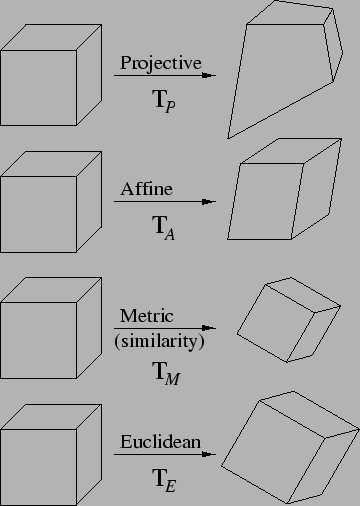 Projective
T_P
Affine
T_A
Metric
(similarity)
T_M
Euclidean
T_E